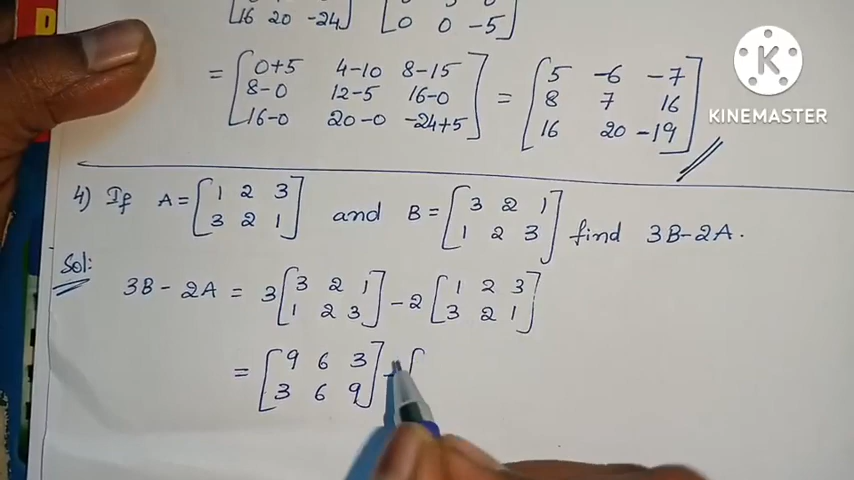 [16 20 -24] [0 0 -5]
= [0+5 4-10 8-15] = [5 -6 -7]
[8-0 12-5 16-0] [8 7 16]
[16-0 20-0 -24+5] [16 20 -19]
KINEMASTER
4) If A = [1 2 3] and B = [3 2 1] find 3B-2A.
[3 2 1] [1 2 3]
Sol:
3B - 2A = 3 [3 2 1] - 2 [1 2 3]
[1 2 3] [3 2 1]
= [9 6 3] - [
[3 6 9]